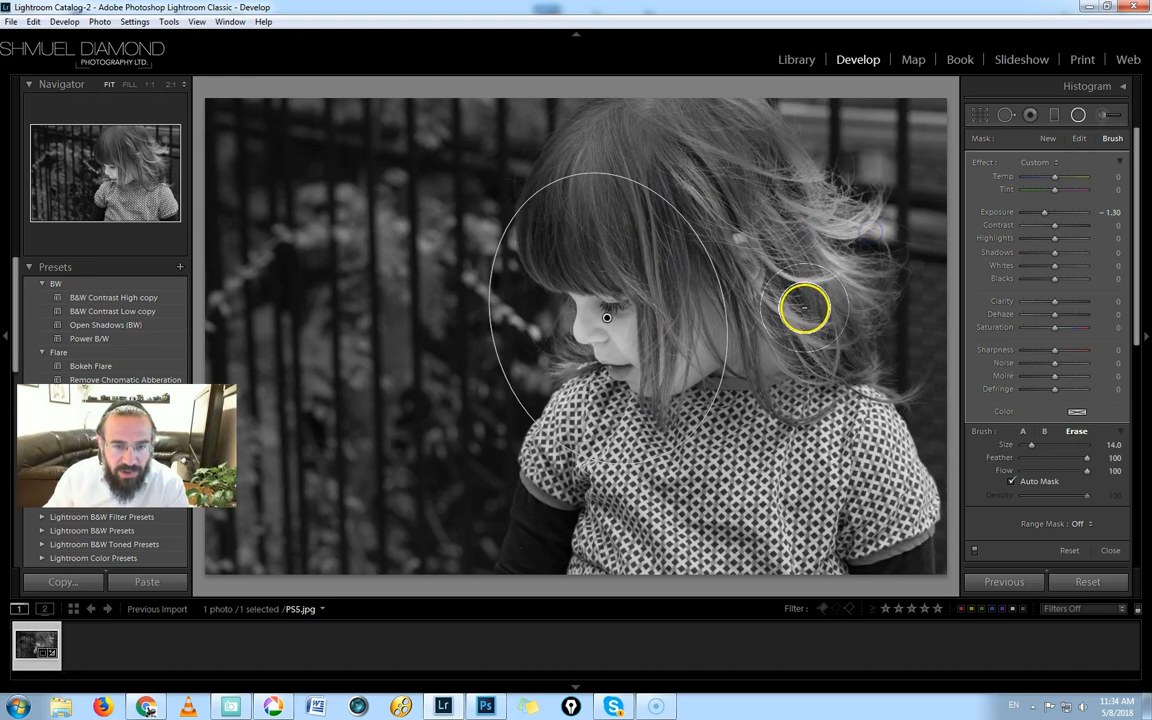 Lightroom Catalog-2 - Adobe Photoshop Lightroom Classic - Develop
File Edit Develop Photo Settings Tools View Window Help
SHMUEL DIAMOND
PHOTOGRAPHY LTD.
Library Develop Map Book Slideshow Print Web
Navigator FIT FILL 1:1 2:1
Histogram
Mask : New Edit Brush
Effect : Custom
Temp 0
Tint 0
Exposure − 1.30
Contrast 0
Highlights 0
Shadows 0
Whites 0
Blacks 0
Clarity 0
Dehaze 0
Saturation 0
Sharpness 0
Noise 0
Moiré 0
Defringe 0
Color
Brush : A B Erase
Size 14.0
Feather 100
Flow 100
Auto Mask
Density
Range Mask : Off
Reset Close
Previous Reset
Presets +
BW
B&W Contrast High copy
B&W Contrast Low copy
Open Shadows (BW)
Power B/W
Flare
Bokeh Flare
Remove Chromatic Abberation
Lightroom B&W Filter Presets
Lightroom B&W Presets
Lightroom B&W Toned Presets
Lightroom Color Presets
Copy... Paste
1 2 Previous Import 1 photo /1 selected /PS5.jpg Filter : Filters Off
EN 11:34 AM
5/8/2018